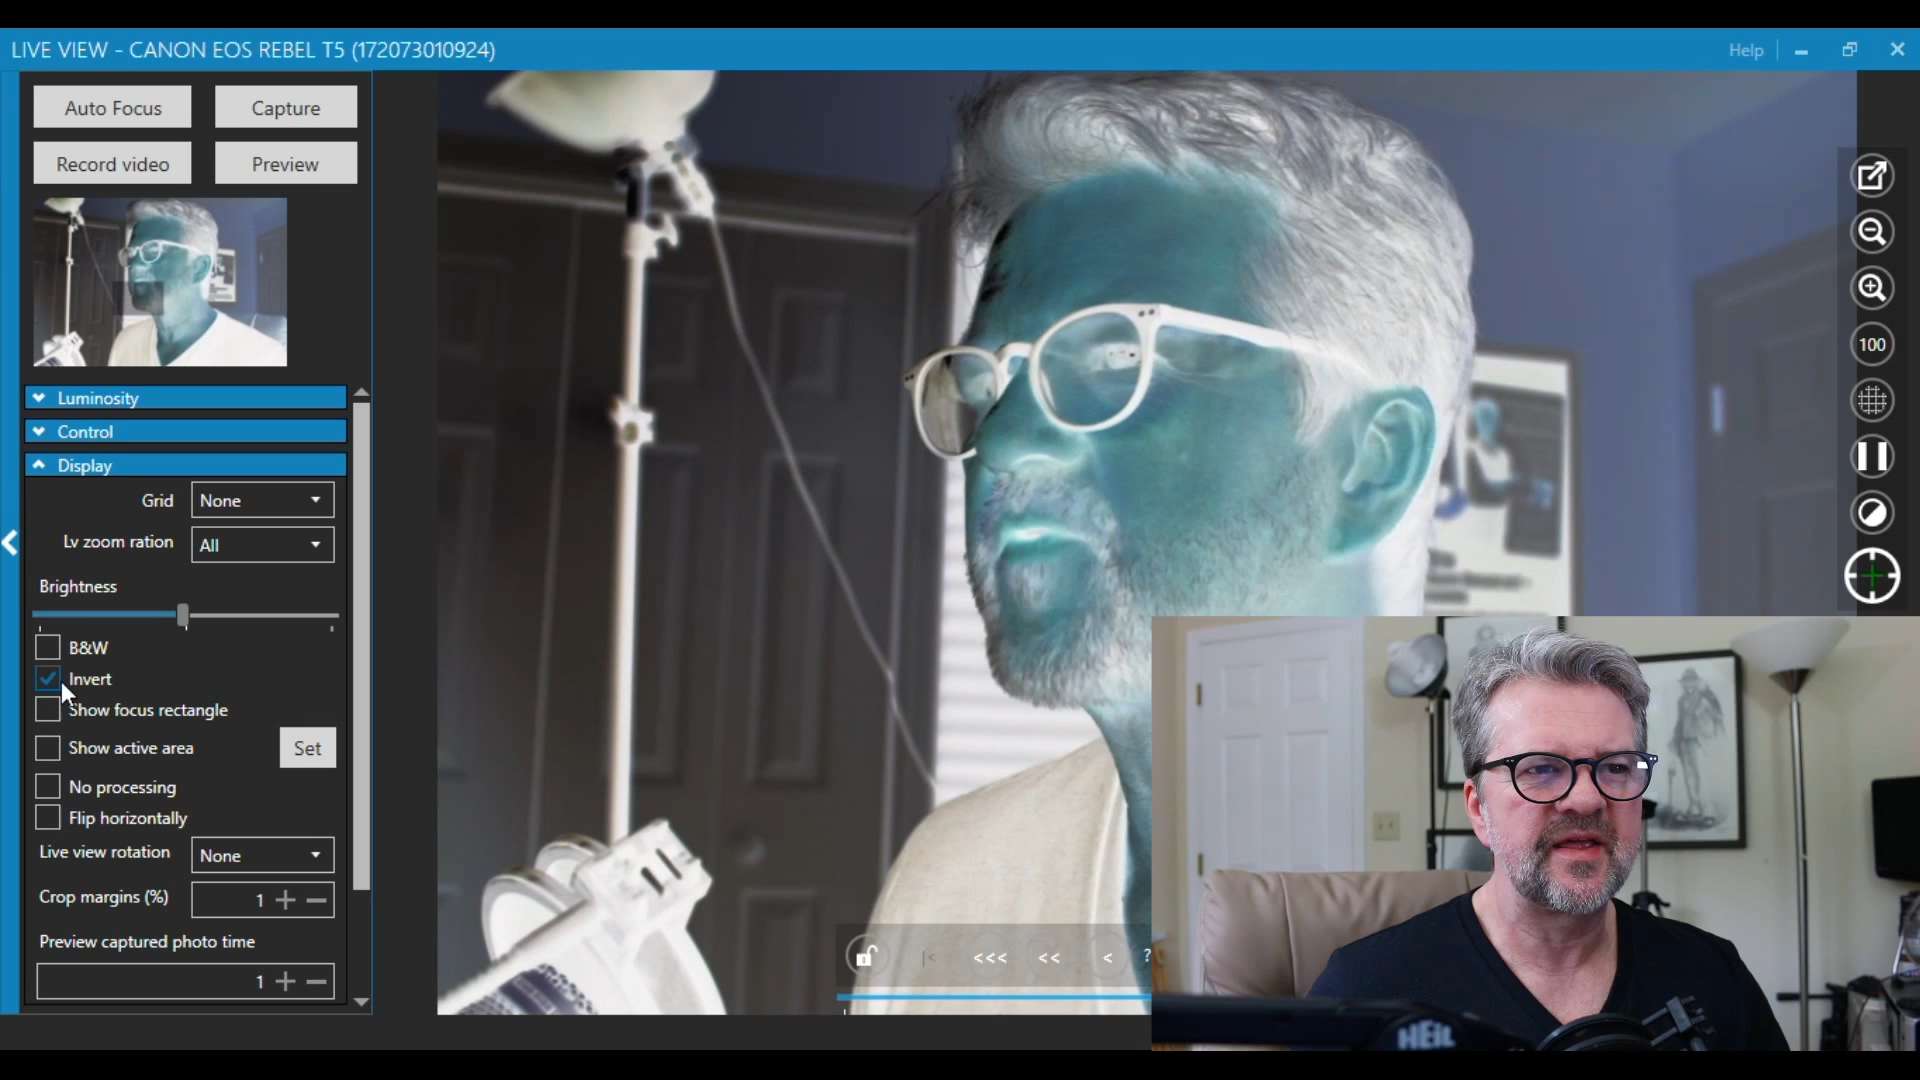 LIVE VIEW - CANON EOS REBEL T5 (172073010924)
Help
Auto Focus
Capture
Record video
Preview
Luminosity
Control
Display
Grid
None
Lv zoom ration
All
Brightness
B&W
Invert
Show focus rectangle
Show active area
Set
No processing
Flip horizontally
Live view rotation
None
Crop margins (%)
1
Preview captured photo time
1
100
|<
<<<
<<
<
?
HEIL